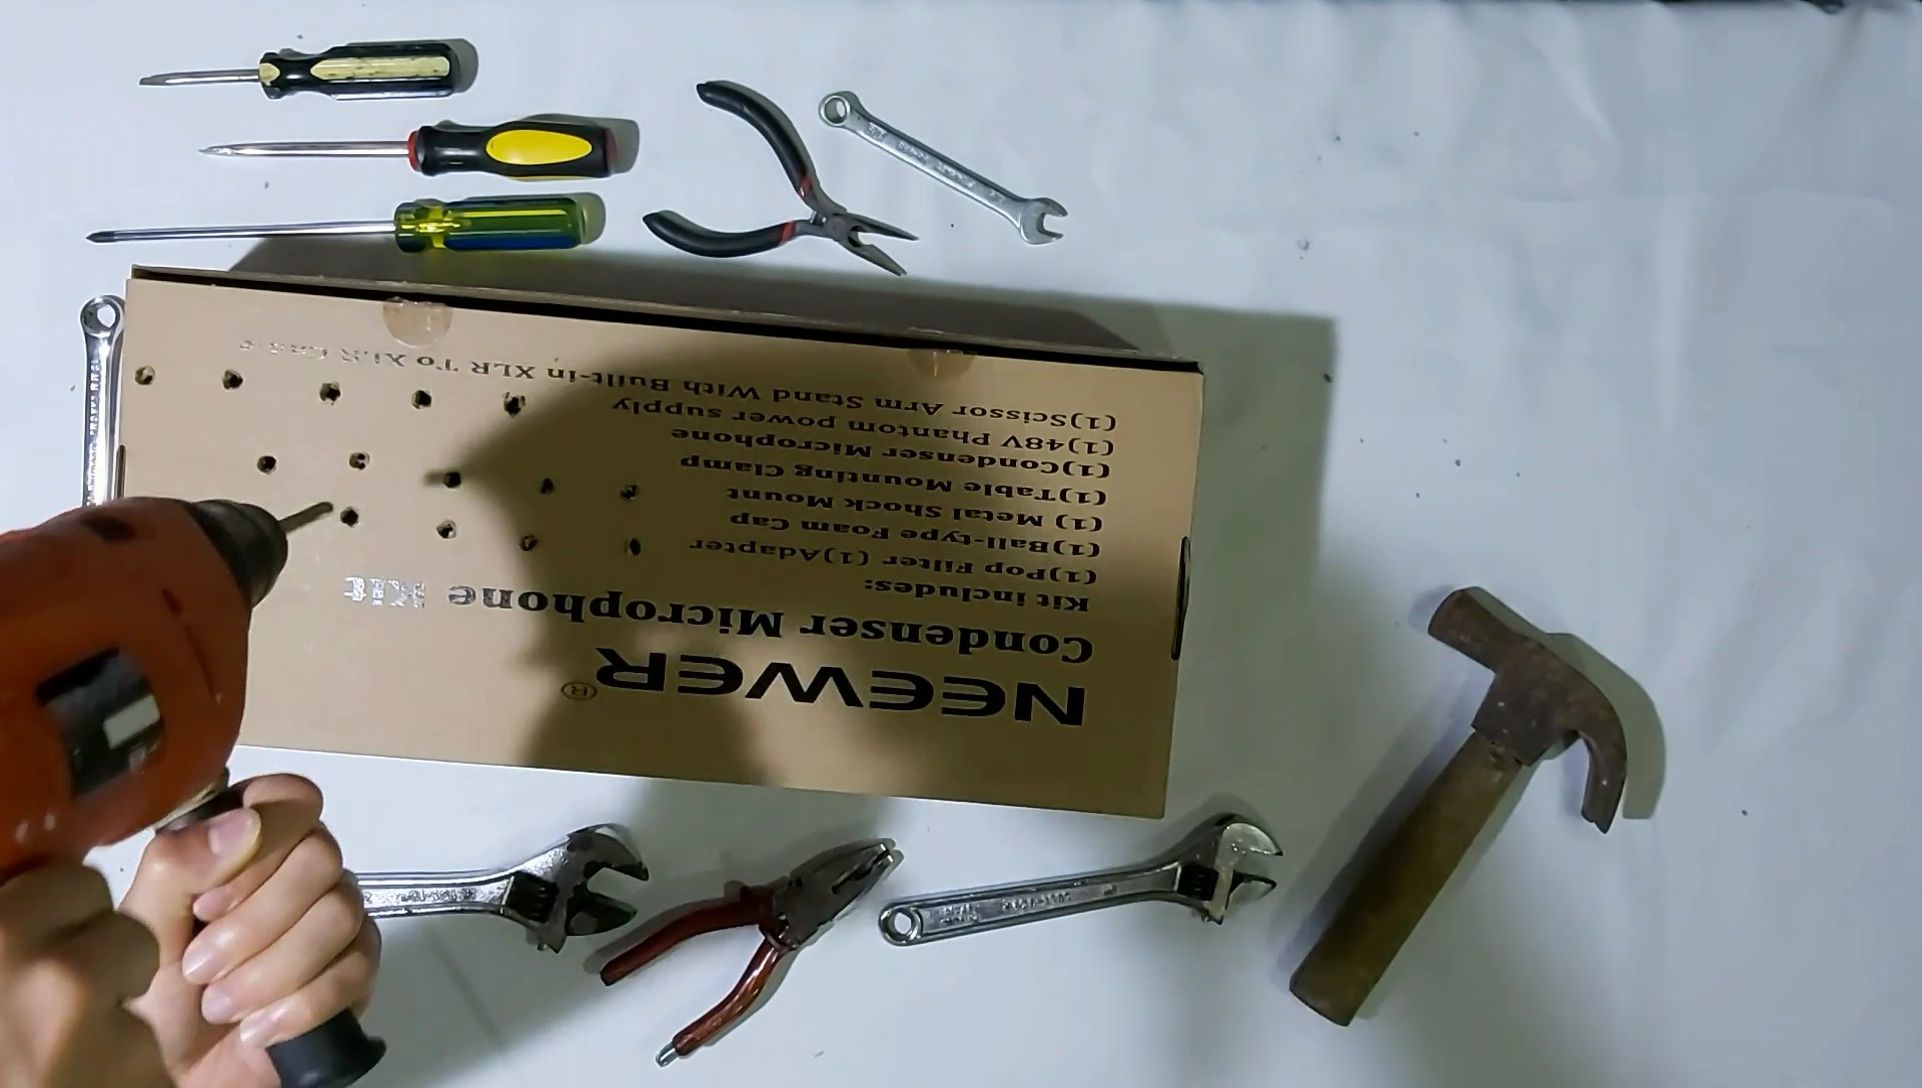 NEEWER®
Condenser Microphone Kit
Kit includes:
(1)Pop Filter (1)Adapter
(1)Ball-type Foam Cap
(1) Metal Shock Mount
(1)Table Mounting Clamp
(1)Condenser Microphone
(1)48V Phantom power supply
(1)Scissor Arm Stand With Built-in XLR To XLR Cable